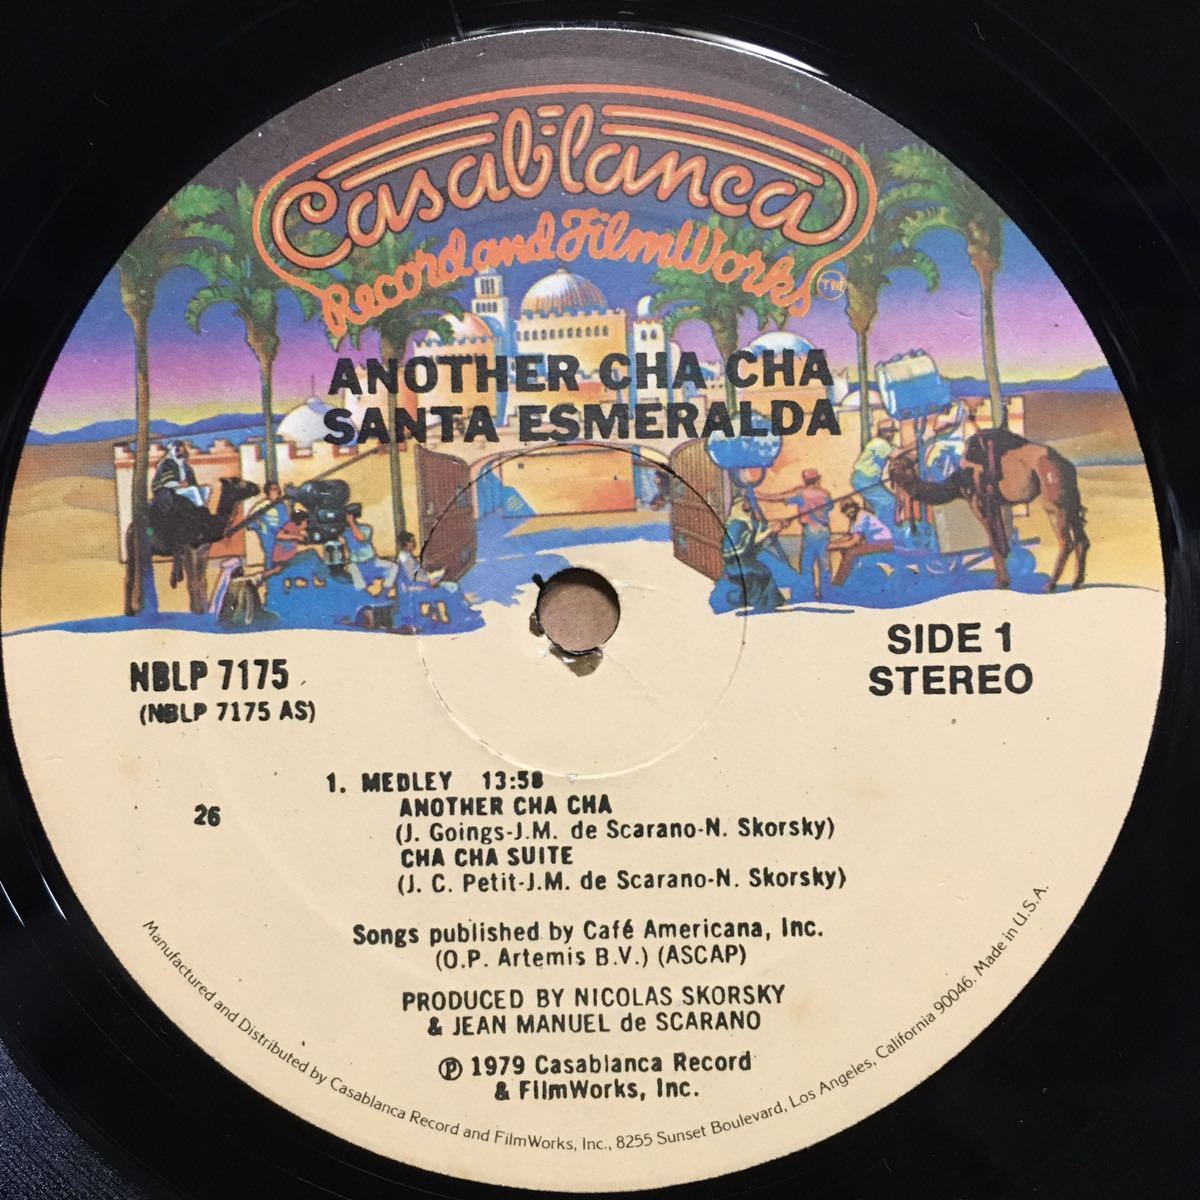 Casablanca
Record and FilmWorks TM
ANOTHER CHA CHA
SANTA ESMERALDA
SIDE 1
STEREO
NBLP 7175
(NBLP 7175 AS)
26
1. MEDLEY 13:58
ANOTHER CHA CHA
(J. Goings-J.M. de Scarano-N. Skorsky)
CHA CHA SUITE
(J. C. Petit-J.M. de Scarano-N. Skorsky)
Songs published by Café Americana, Inc.
(O.P. Artemis B.V.) (ASCAP)
PRODUCED BY NICOLAS SKORSKY
& JEAN MANUEL de SCARANO
Ⓟ 1979 Casablanca Record
& FilmWorks, Inc.
Manufactured and Distributed by Casablanca Record and FilmWorks, Inc., 8255 Sunset Boulevard, Los Angeles, California 90046. Made in U.S.A.